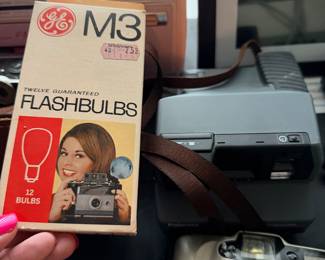 GE
M3
TWELVE GUARANTEED
FLASHBULBS
12
BULBS